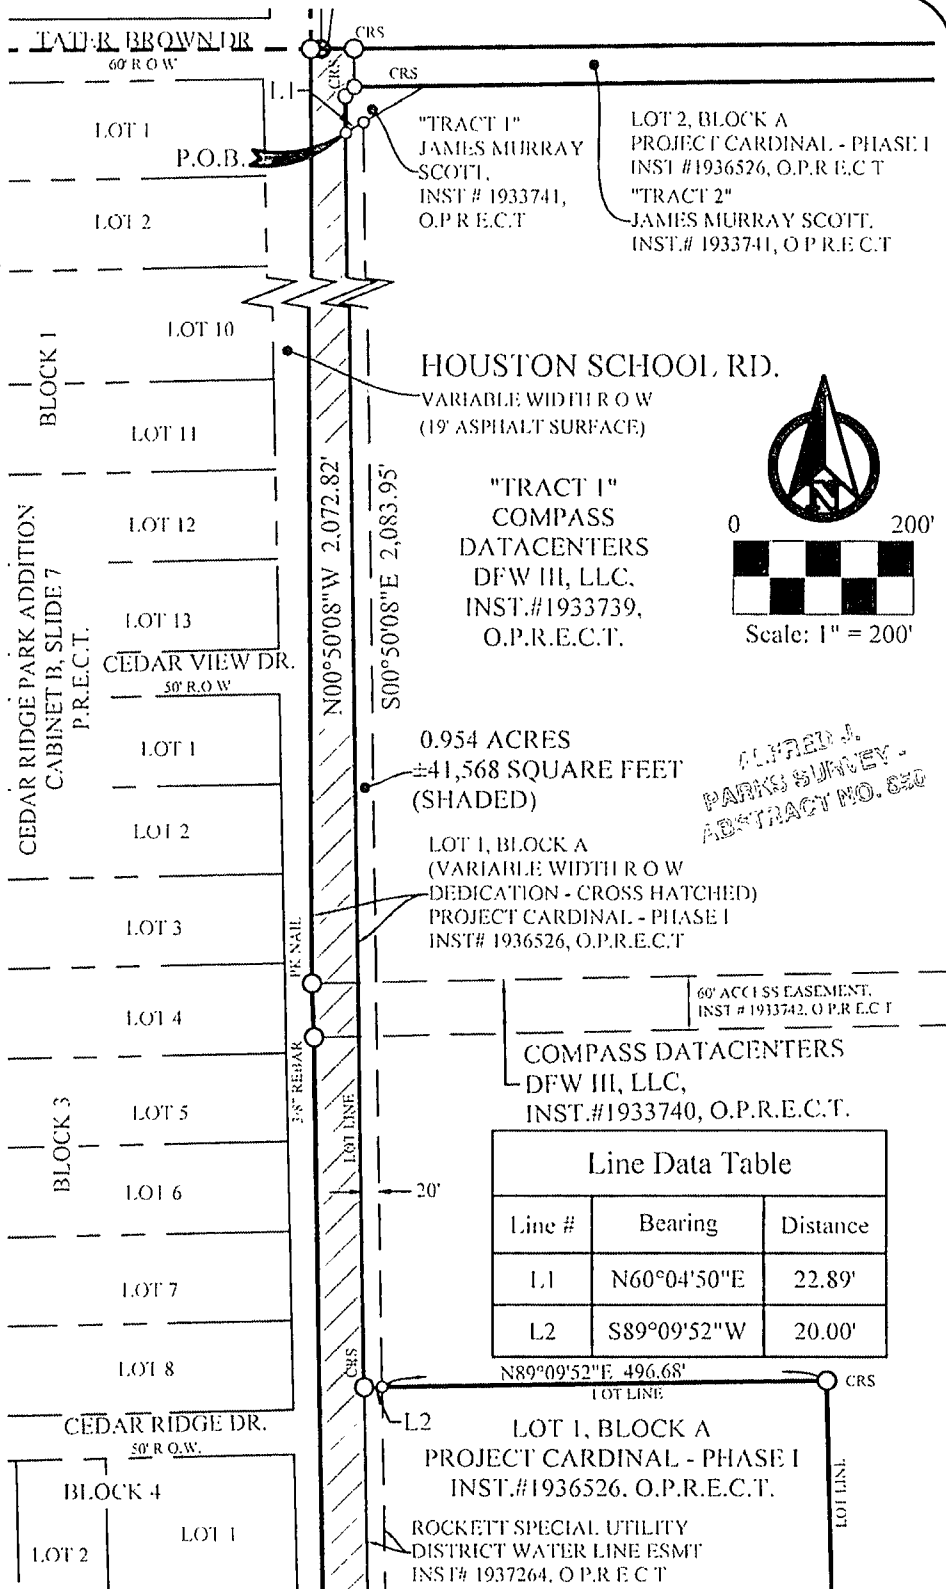 TATER BROWN DR
60' R O W
CRS
CRS
CRS
L1
P.O.B.
LOT 1
LOT 2
"TRACT 1"
JAMES MURRAY
SCOTT,
INST # 1933741,
O.P.R E.C.T
LOT 2, BLOCK A
PROJECT CARDINAL - PHASE I
INST #1936526, O.P.R E.C T
"TRACT 2"
JAMES MURRAY SCOTT,
INST.# 1933741, O P R.E C.T
LOT 10
BLOCK 1
LOT 11
LOT 12
LOT 13
HOUSTON SCHOOL RD.
VARIABLE WIDTH R O W
(19' ASPHALT SURFACE)
N00°50'08"W 2,072.82'
S00°50'08"E 2,083.95'
"TRACT 1"
COMPASS
DATACENTERS
DFW III, LLC,
INST.#1933739,
O.P.R.E.C.T.
N
0 200'
Scale: 1" = 200'
CEDAR RIDGE PARK ADDITION
CABINET B, SLIDE 7
P.R.E.C.T.
CEDAR VIEW DR.
50' R.O W
LOT 1
LOT 2
LOT 3
LOT 4
LOT 5
LOT 6
LOT 7
LOT 8
BLOCK 3
0.954 ACRES
±41,568 SQUARE FEET
(SHADED)
ALFRED J.
PARKS SURVEY -
ABSTRACT NO. 850
LOT 1, BLOCK A
(VARIABLE WIDTH R O W
DEDICATION - CROSS HATCHED)
PROJECT CARDINAL - PHASE I
INST# 1936526, O.P.R.E.C.T
PK NAIL
3/8" REBAR
LOT LINE
60' ACCESS EASEMENT,
INST # 1933742, O P.R E.C T
COMPASS DATACENTERS
DFW III, LLC,
INST.#1933740, O.P.R.E.C.T.
20'
Line Data Table
Line # Bearing Distance
L1 N60°04'50"E 22.89'
L2 S89°09'52"W 20.00'
CRS
N89°09'52"E 496.68'
LOT LINE
CRS
L2
CEDAR RIDGE DR.
50' R O.W.
LOT 1, BLOCK A
PROJECT CARDINAL - PHASE I
INST.#1936526, O.P.R.E.C.T.
LOT LINE
BLOCK 4
LOT 2
LOT 1
ROCKETT SPECIAL UTILITY
DISTRICT WATER LINE ESMT
INST# 1937264, O P.R E C T